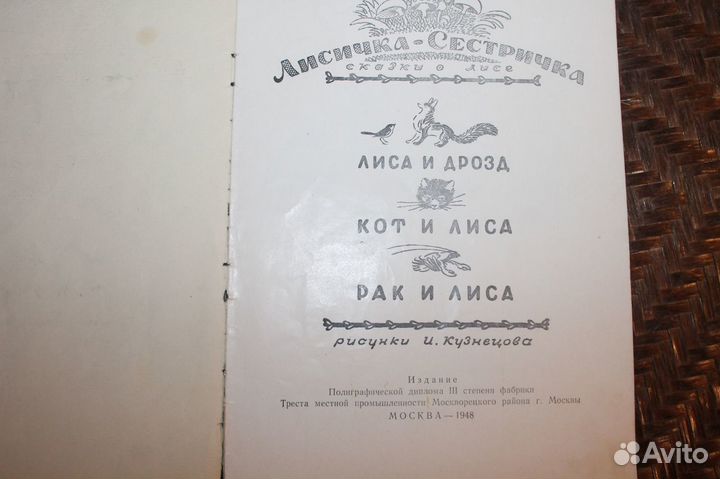 Лисичка-Сестричка
сказки о лисе
ЛИСА И ДРОЗД
КОТ И ЛИСА
РАК И ЛИСА
рисунки И. Кузнецова
Издание
Полиграфической диплома III степени фабрики
Треста местной промышленности Москворецкого района г. Москвы
МОСКВА—1948
Avito